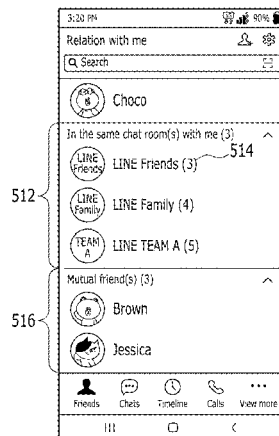 3:20 PM 90%
Relation with me
Search
Choco
In the same chat room(s) with me (3)
514
LINE Friends
LINE Friends (3)
512
LINE Family
LINE Family (4)
TEAM A
LINE TEAM A (5)
Mutual friend(s) (3)
516
Brown
Jessica
Friends Chats Timeline Calls View more